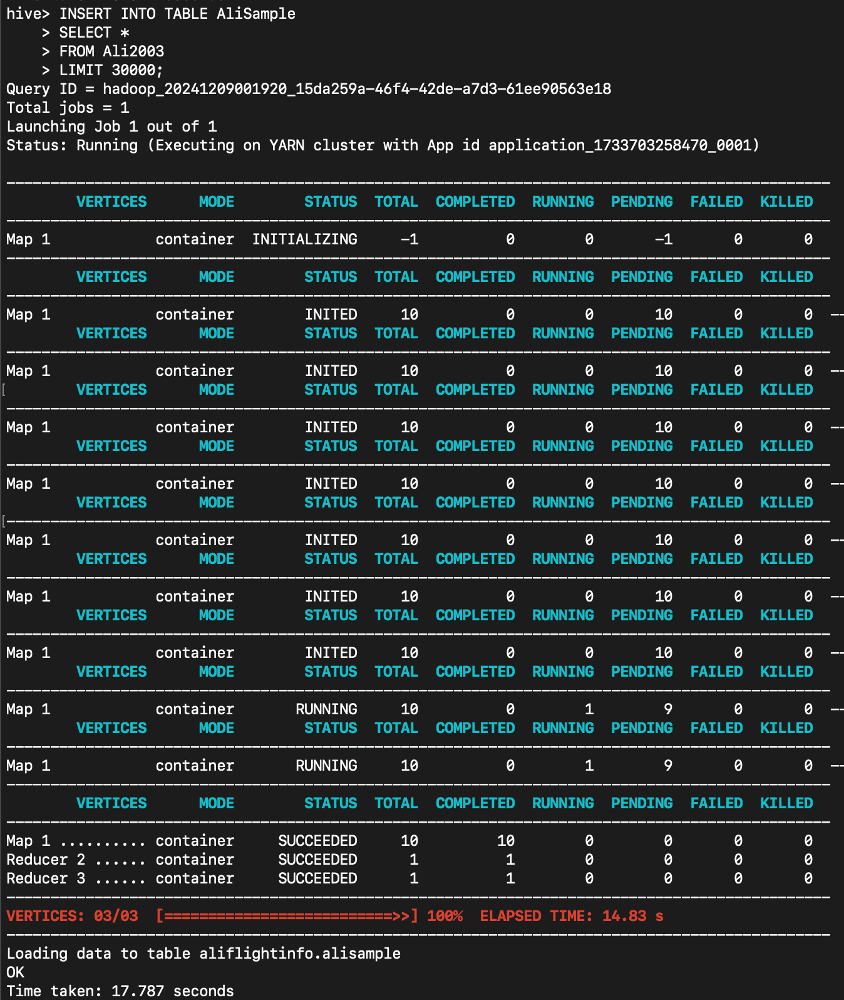 hive> INSERT INTO TABLE AliSample
    > SELECT *
    > FROM Ali2003
    > LIMIT 30000;
Query ID = hadoop_20241209001920_15da259a-46f4-42de-a7d3-61ee90563e18
Total jobs = 1
Launching Job 1 out of 1
Status: Running (Executing on YARN cluster with App id application_1733703258470_0001)
----------------------------------------------------------------------------------------------
        VERTICES      MODE        STATUS  TOTAL  COMPLETED  RUNNING  PENDING  FAILED  KILLED
----------------------------------------------------------------------------------------------
Map 1            container  INITIALIZING     -1          0        0       -1       0       0
----------------------------------------------------------------------------------------------
        VERTICES      MODE        STATUS  TOTAL  COMPLETED  RUNNING  PENDING  FAILED  KILLED
----------------------------------------------------------------------------------------------
Map 1            container        INITED     10          0        0       10       0       0  --
        VERTICES      MODE        STATUS  TOTAL  COMPLETED  RUNNING  PENDING  FAILED  KILLED
----------------------------------------------------------------------------------------------
Map 1            container        INITED     10          0        0       10       0       0  --
[       VERTICES      MODE        STATUS  TOTAL  COMPLETED  RUNNING  PENDING  FAILED  KILLED
----------------------------------------------------------------------------------------------
Map 1            container        INITED     10          0        0       10       0       0  --
        VERTICES      MODE        STATUS  TOTAL  COMPLETED  RUNNING  PENDING  FAILED  KILLED
----------------------------------------------------------------------------------------------
Map 1            container        INITED     10          0        0       10       0       0  --
        VERTICES      MODE        STATUS  TOTAL  COMPLETED  RUNNING  PENDING  FAILED  KILLED
[----------------------------------------------------------------------------------------------
Map 1            container        INITED     10          0        0       10       0       0  --
        VERTICES      MODE        STATUS  TOTAL  COMPLETED  RUNNING  PENDING  FAILED  KILLED
----------------------------------------------------------------------------------------------
Map 1            container        INITED     10          0        0       10       0       0  --
        VERTICES      MODE        STATUS  TOTAL  COMPLETED  RUNNING  PENDING  FAILED  KILLED
----------------------------------------------------------------------------------------------
Map 1            container        INITED     10          0        0       10       0       0  --
        VERTICES      MODE        STATUS  TOTAL  COMPLETED  RUNNING  PENDING  FAILED  KILLED
----------------------------------------------------------------------------------------------
Map 1            container       RUNNING     10          0        1        9       0       0  --
        VERTICES      MODE        STATUS  TOTAL  COMPLETED  RUNNING  PENDING  FAILED  KILLED
----------------------------------------------------------------------------------------------
Map 1            container       RUNNING     10          0        1        9       0       0  --
----------------------------------------------------------------------------------------------
        VERTICES      MODE        STATUS  TOTAL  COMPLETED  RUNNING  PENDING  FAILED  KILLED
----------------------------------------------------------------------------------------------
Map 1 .......... container     SUCCEEDED     10         10        0        0       0       0
Reducer 2 ...... container     SUCCEEDED      1          1        0        0       0       0
Reducer 3 ...... container     SUCCEEDED      1          1        0        0       0       0
----------------------------------------------------------------------------------------------
VERTICES: 03/03  [==========================>>] 100%  ELAPSED TIME: 14.83 s
----------------------------------------------------------------------------------------------
Loading data to table aliflightinfo.alisample
OK
Time taken: 17.787 seconds